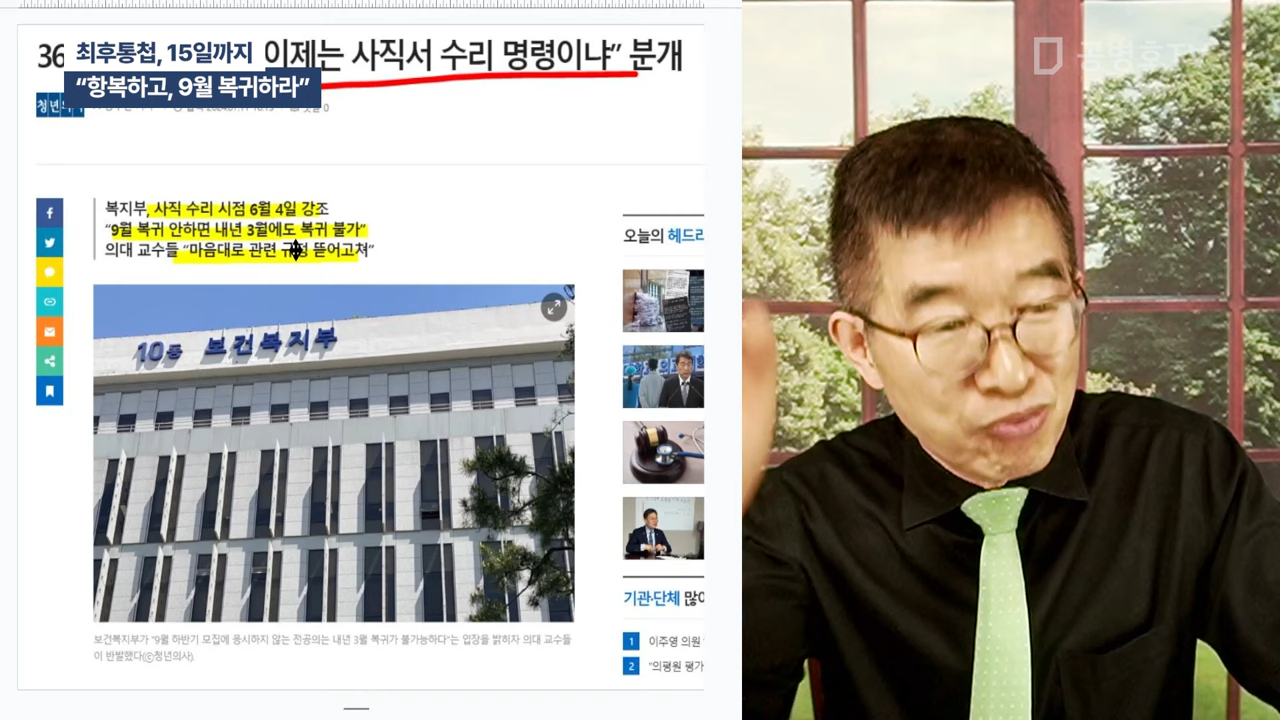 36
최후통첩, 15일까지
이제는 사직서 수리 명령이냐” 분개
“항복하고, 9월 복귀하라”
청년의사
댓글 0
복지부, 사직 수리 시점 6월 4일 강조
“9월 복귀 안하면 내년 3월에도 복귀 불가”
의대 교수들 “마음대로 관련 규정 뜯어고쳐”
10동 보건복지부
보건복지부가 “9월 하반기 모집에 응시하지 않는 전공의는 내년 3월 복귀가 불가능하다”는 입장을 밝히자 의대 교수들
이 반발했다(ⓒ청년의사).
오늘의 헤드라
기관·단체 많이
1 이주영 의원
2 “의평원 평가
공병호TV